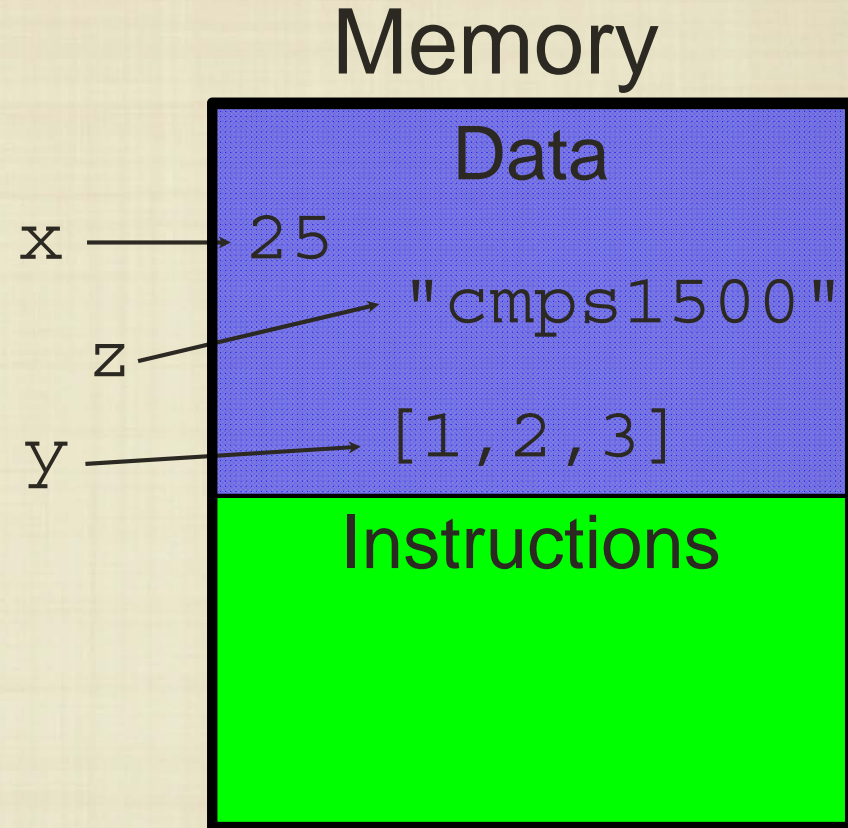 Memory
Data
x 25
"cmps1500"
z
y [1,2,3]
Instructions